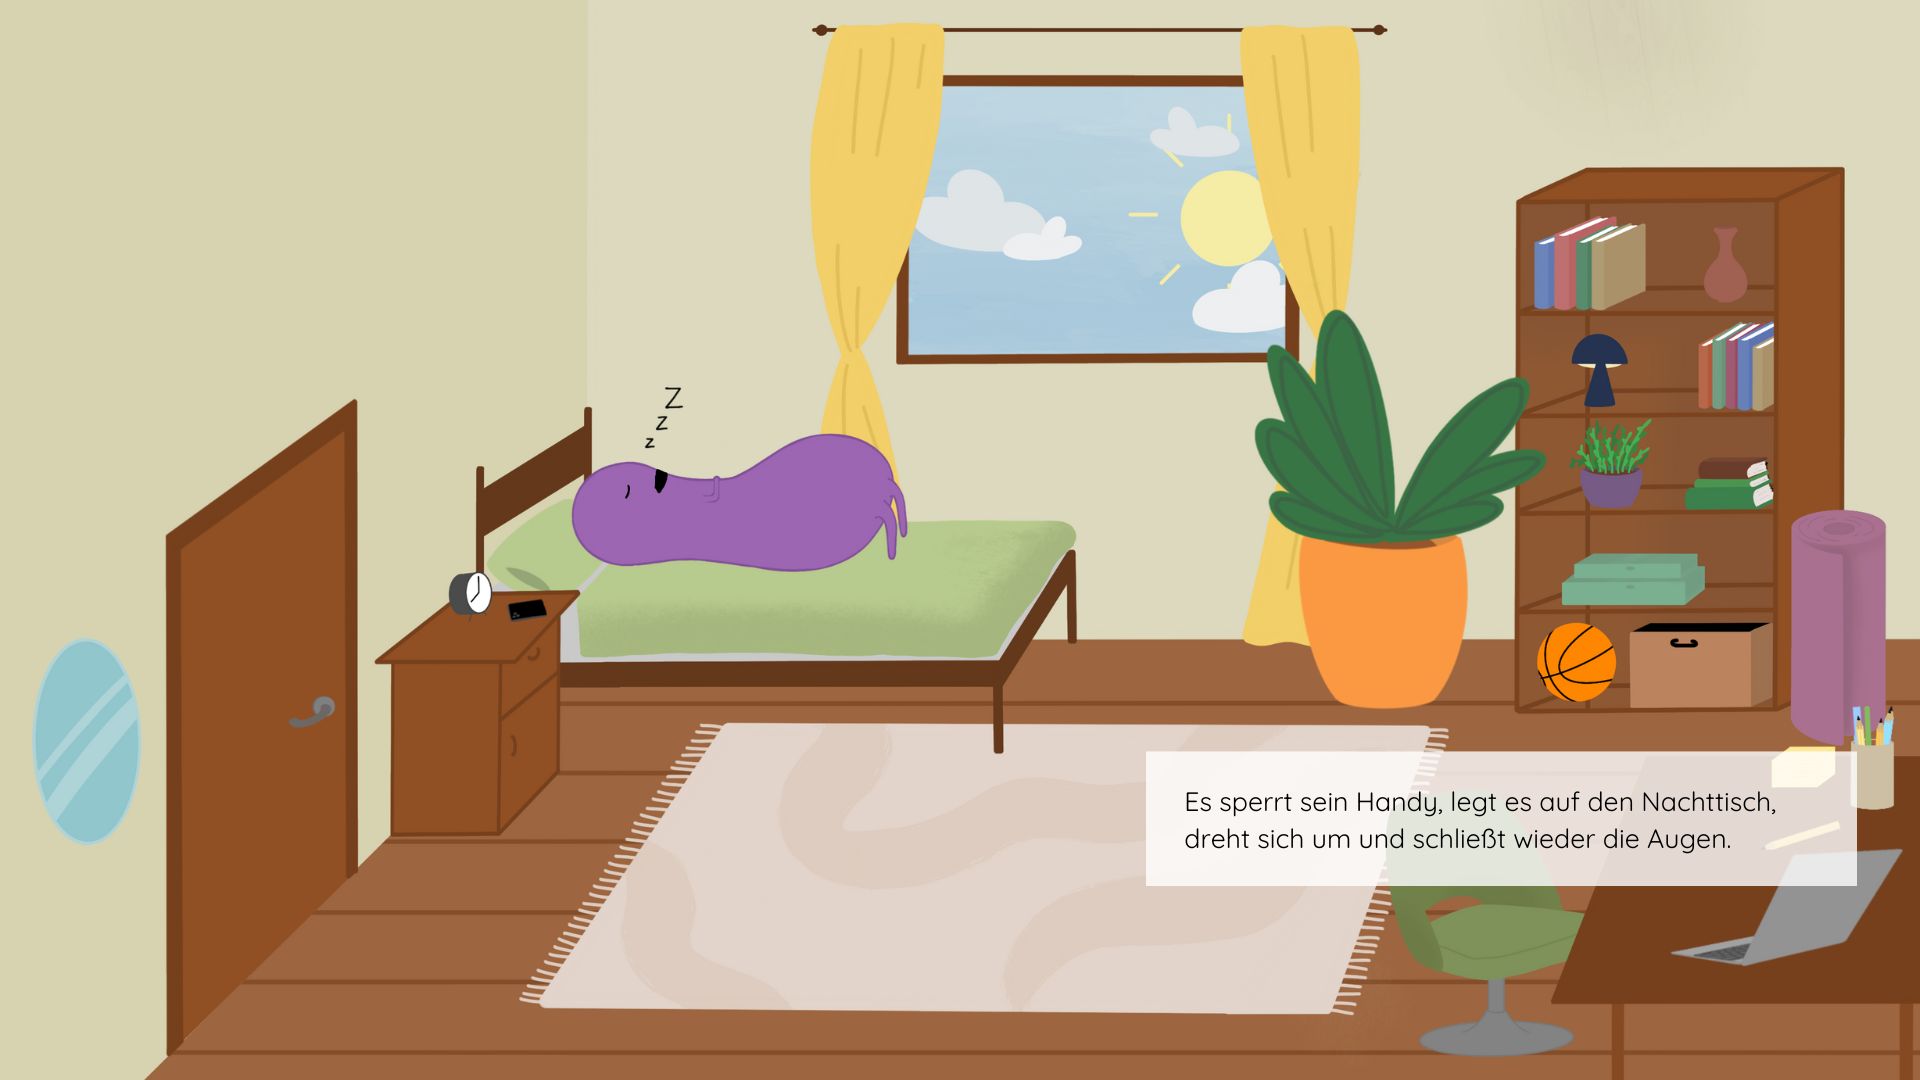 z
z
z
Es sperrt sein Handy, legt es auf den Nachttisch,
dreht sich um und schließt wieder die Augen.